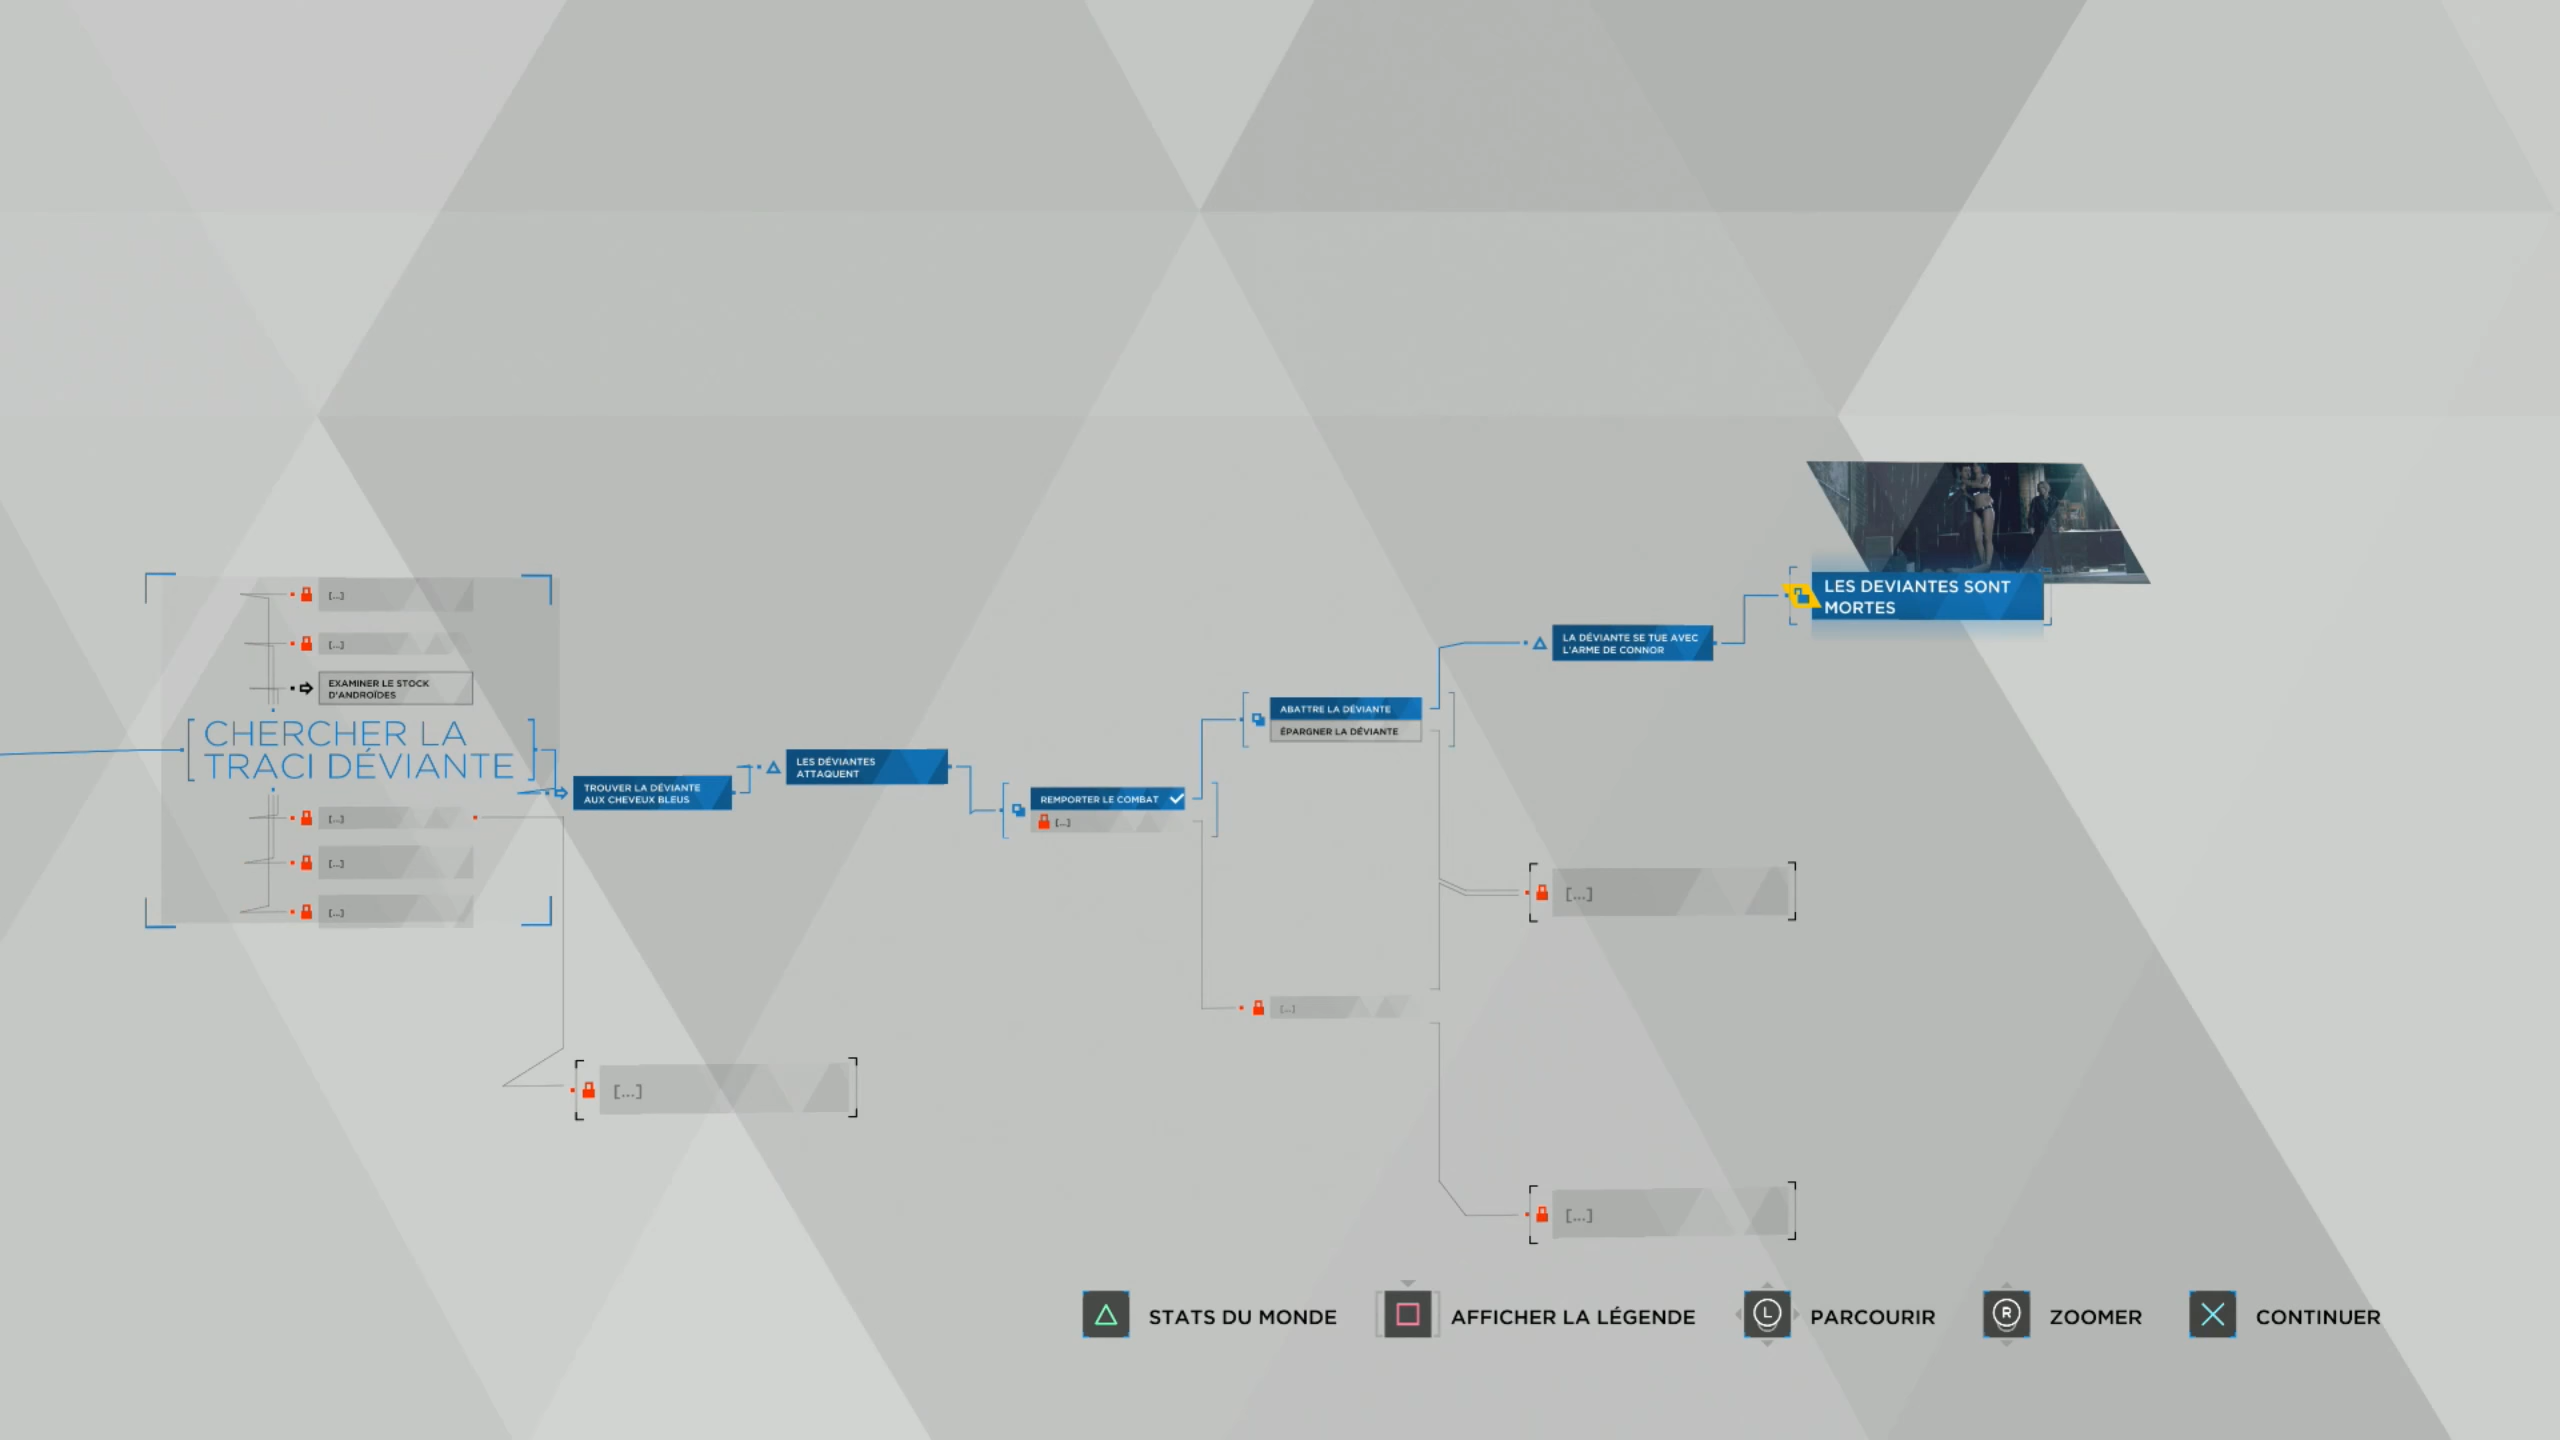 [...]
[...]
EXAMINER LE STOCK
D'ANDROÏDES
CHERCHER LA
TRACI DÉVIANTE
[...]
[...]
[...]
TROUVER LA DÉVIANTE
AUX CHEVEUX BLEUS
[...]
LES DÉVIANTES
ATTAQUENT
REMPORTER LE COMBAT
[...]
ABATTRE LA DÉVIANTE
ÉPARGNER LA DÉVIANTE
[...]
LA DÉVIANTE SE TUE AVEC
L'ARME DE CONNOR
LES DEVIANTES SONT
MORTES
[...]
[...]
STATS DU MONDE
AFFICHER LA LÉGENDE
L
PARCOURIR
R
ZOOMER
CONTINUER